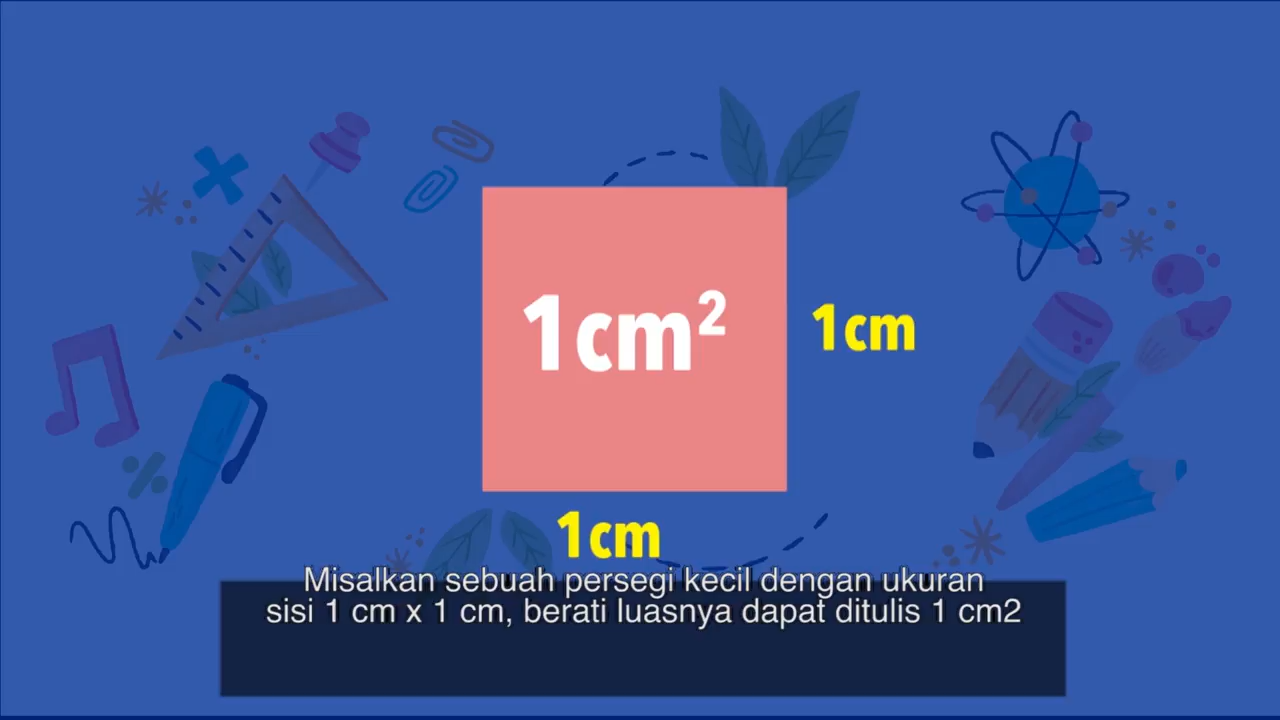 1cm²
1cm
1cm
Misalkan sebuah persegi kecil dengan ukuran
sisi 1 cm x 1 cm, berati luasnya dapat ditulis 1 cm2